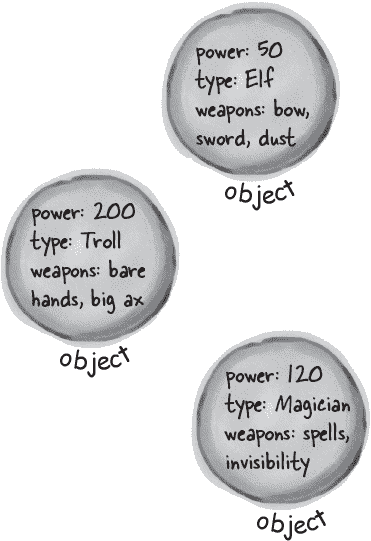 power: 50
type: Elf
weapons: bow,
sword, dust
object
power: 200
type: Troll
weapons: bare
hands, big ax
object
power: 120
type: Magician
weapons: spells,
invisibility
object